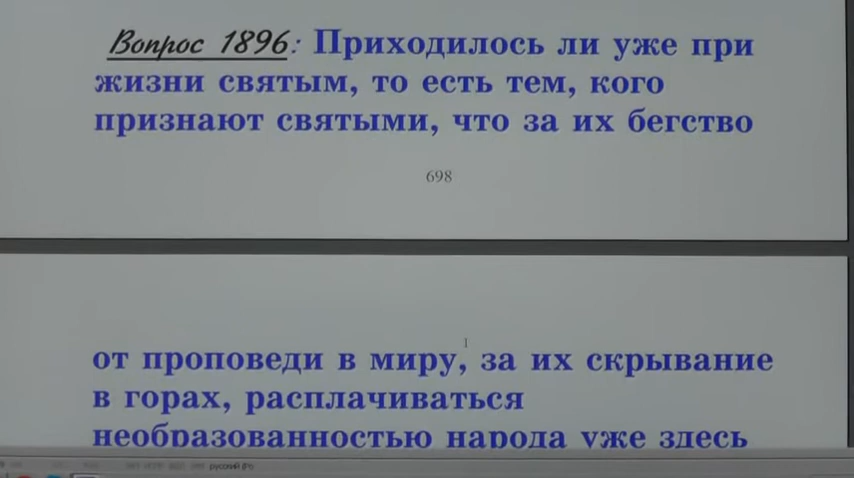 Вопрос 1896: Приходилось ли уже при
жизни святым, то есть тем, кого
признают святыми, что за их бегство
698
от проповеди в миру, за их скрывание
в горах, расплачиваться
необразованностью народа уже здесь
русский (Р)